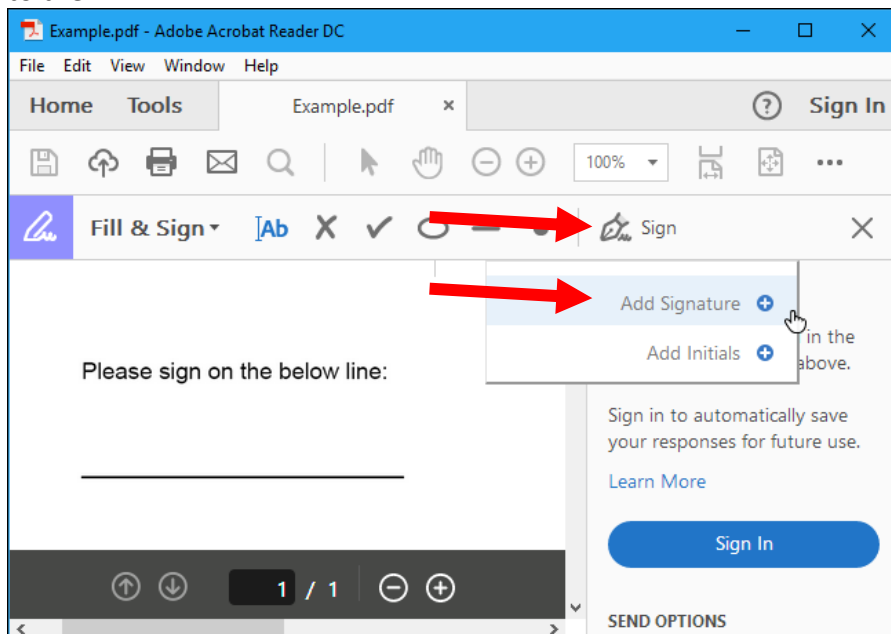 Example.pdf - Adobe Acrobat Reader DC
File Edit View Window Help
Home Tools Example.pdf × Sign In
100%
Fill & Sign Ab Sign
Add Signature
Add Initials
in the
above.
Please sign on the below line:
Sign in to automatically save
your responses for future use.
Learn More
Sign In
1 / 1
SEND OPTIONS